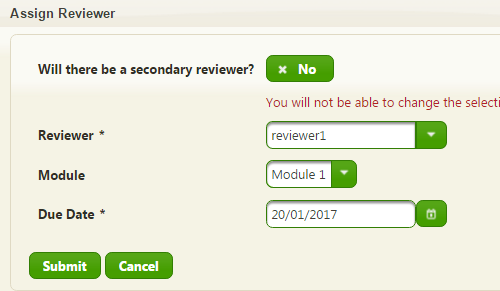 Assign Reviewer
Will there be a secondary reviewer? × No
You will not be able to change the selecti
Reviewer * reviewer1
Module Module 1
Due Date * 20/01/2017
Submit Cancel